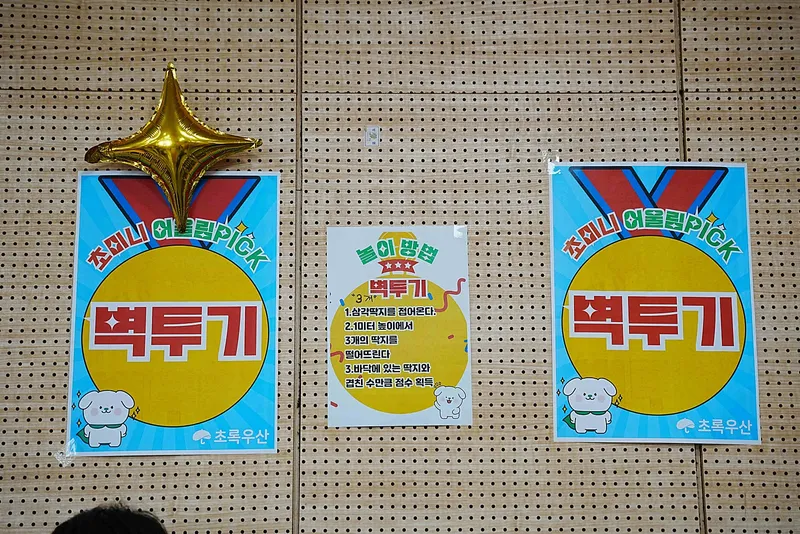 초미니 어울림PICK
벽투기
초록우산
놀이 방법
벽투기
"3개"
1.삼각딱지를 접어온다.
2.1미터 높이에서
3개의 딱지를
떨어뜨린다
3.바닥에 있는 딱지와
겹친 수만큼 점수 획득
초미니 어울림PICK
벽투기
초록우산